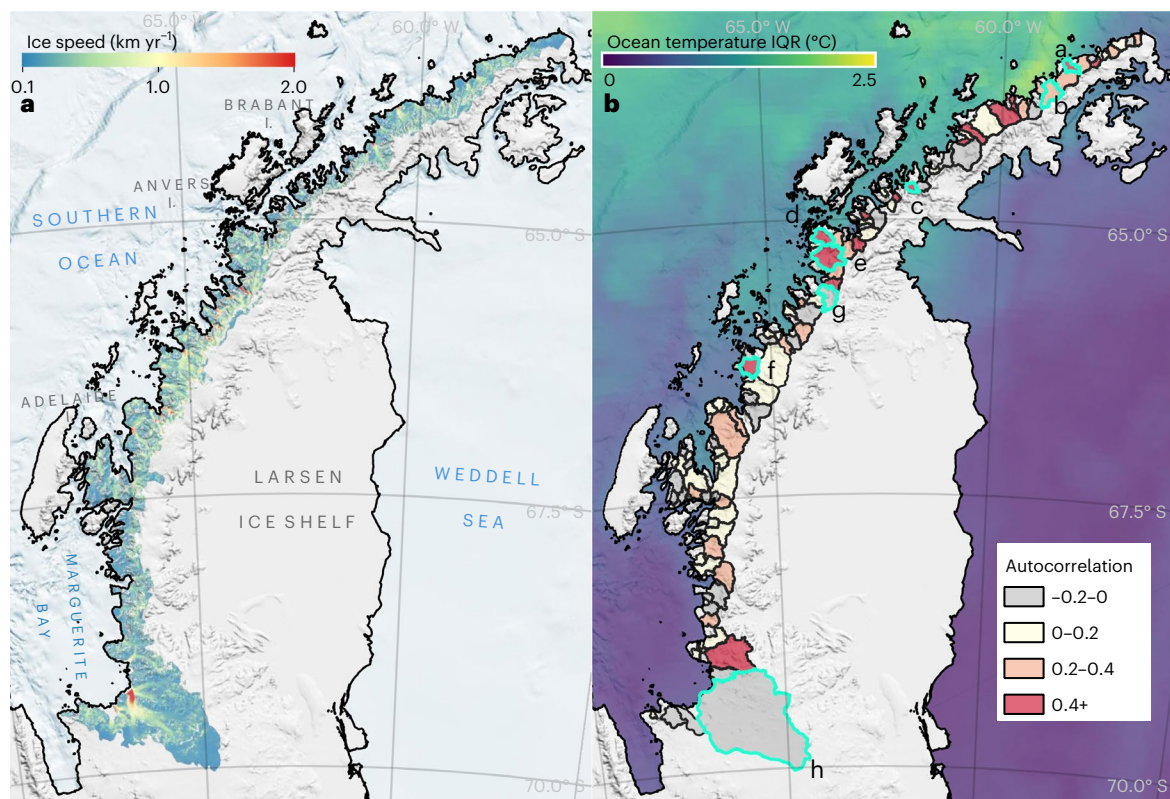 65.0° W
60.0° W
Ice speed (km yr⁻¹)
0.1
1.0
2.0
a
BRABANT
I.
ANVERS
I.
SOUTHERN
OCEAN
65.0° S
ADELAIDE
LARSEN
ICE SHELF
WEDDELL
SEA
67.5° S
MARGUERITE
BAY
70.0° S
65.0° W
60.0° W
Ocean temperature IQR (°C)
0
2.5
b
a
b
c
d
e
g
f
h
65.0° S
67.5° S
70.0° S
Autocorrelation
–0.2–0
0–0.2
0.2–0.4
0.4+